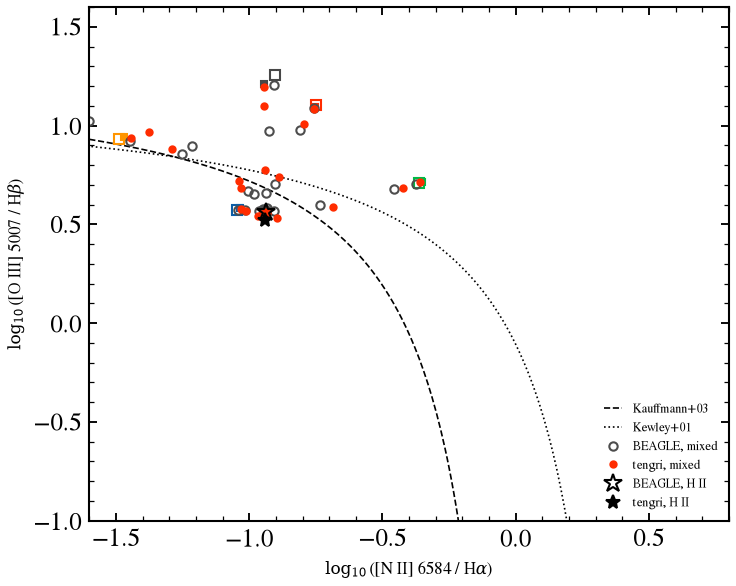 1.5
1.0
0.5
0.0
−0.5
−1.0
log₁₀ ([O III] 5007 / Hβ)
Kauffmann+03
Kewley+01
BEAGLE, mixed
tengri, mixed
BEAGLE, H II
tengri, H II
−1.5 −1.0 −0.5 0.0 0.5
log₁₀ ([N II] 6584 / Hα)